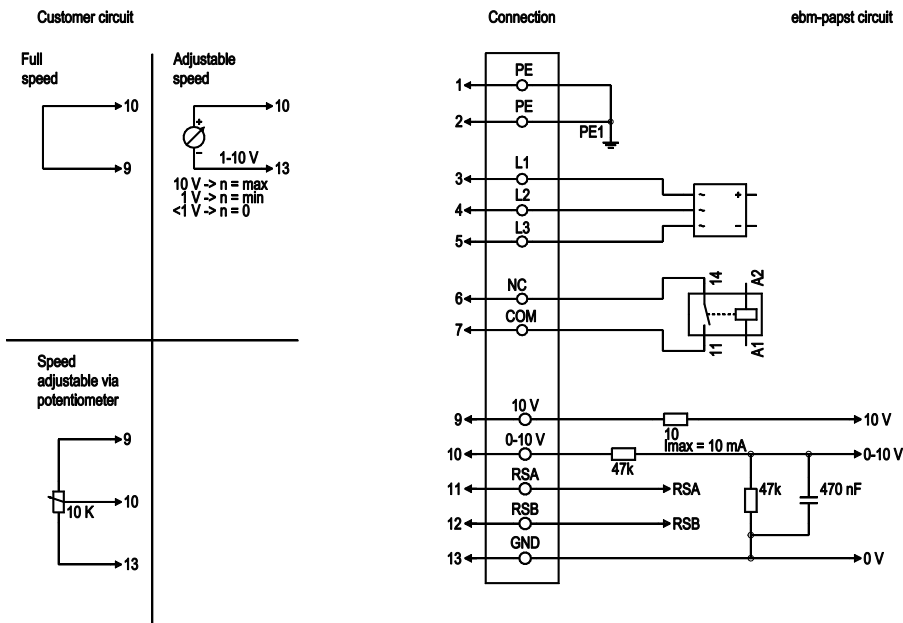 Customer circuit
Connection
ebm-papst circuit
Full
speed
10
9
Adjustable
speed
10
+
–
1-10 V
13
10 V -> n = max
1 V -> n = min
<1 V -> n = 0
Speed
adjustable via
potentiometer
9
10
10 K
13
1
PE
2
PE
PE1
3
L1
4
L2
5
L3
~ +
~
~ –
6
NC
7
COM
14
A2
11
A1
9
10 V
10
10 V
Imax = 10 mA
10
0-10 V
47k
0-10 V
11
RSA
RSA
47k
470 nF
12
RSB
RSB
13
GND
0 V